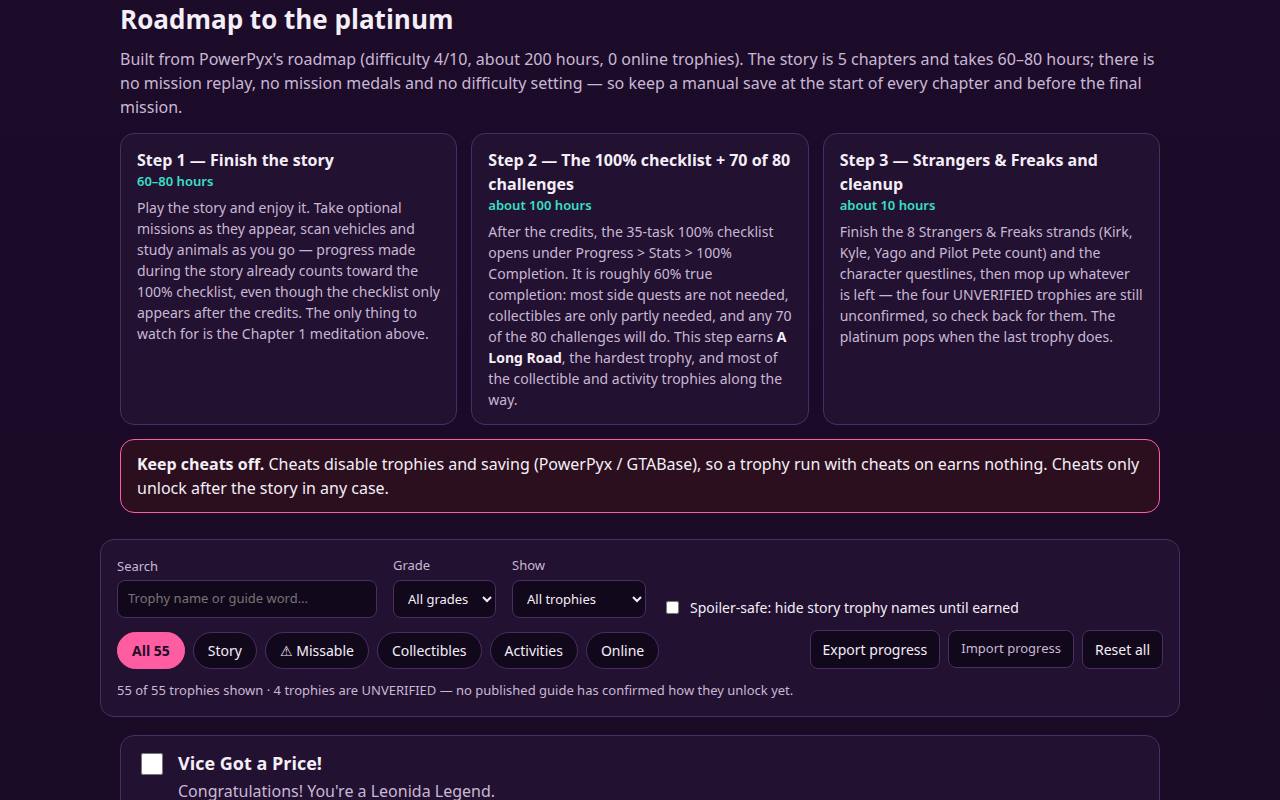 Roadmap to the platinum
Built from PowerPyx's roadmap (difficulty 4/10, about 200 hours, 0 online trophies). The story is 5 chapters and takes 60–80 hours; there is
no mission replay, no mission medals and no difficulty setting — so keep a manual save at the start of every chapter and before the final
mission.
Step 1 — Finish the story
60–80 hours
Play the story and enjoy it. Take optional
missions as they appear, scan vehicles and
study animals as you go — progress made
during the story already counts toward the
100% checklist, even though the checklist only
appears after the credits. The only thing to
watch for is the Chapter 1 meditation above.
Step 2 — The 100% checklist + 70 of 80
challenges
about 100 hours
After the credits, the 35-task 100% checklist
opens under Progress > Stats > 100%
Completion. It is roughly 60% true
completion: most side quests are not needed,
collectibles are only partly needed, and any 70
of the 80 challenges will do. This step earns A
Long Road, the hardest trophy, and most of
the collectible and activity trophies along the
way.
Step 3 — Strangers & Freaks and
cleanup
about 10 hours
Finish the 8 Strangers & Freaks strands (Kirk,
Kyle, Yago and Pilot Pete count) and the
character questlines, then mop up whatever
is left — the four UNVERIFIED trophies are still
unconfirmed, so check back for them. The
platinum pops when the last trophy does.
Keep cheats off. Cheats disable trophies and saving (PowerPyx / GTABase), so a trophy run with cheats on earns nothing. Cheats only
unlock after the story in any case.
Search
Grade
Show
Trophy name or guide word...
All grades
All trophies
Spoiler-safe: hide story trophy names until earned
All 55
Story
⚠ Missable
Collectibles
Activities
Online
Export progress
Import progress
Reset all
55 of 55 trophies shown · 4 trophies are UNVERIFIED — no published guide has confirmed how they unlock yet.
Vice Got a Price!
Congratulations! You're a Leonida Legend.